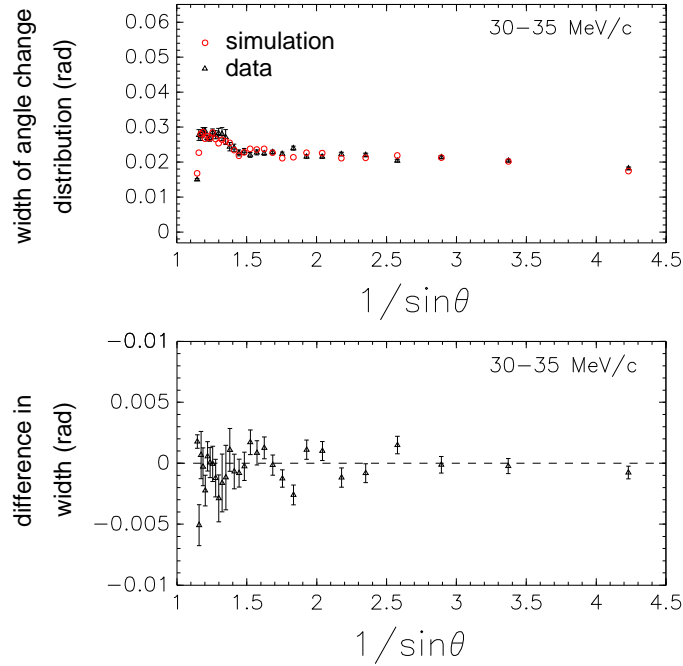 0.06
0.05
0.04
0.03
0.02
0.01
0
30−35 MeV/c
simulation
data
width of angle change
distribution (rad)
1 1.5 2 2.5 3 3.5 4 4.5
1/sinθ
−0.01
0.005
0
−0.005
−0.01
30−35 MeV/c
difference in
width (rad)
1 1.5 2 2.5 3 3.5 4 4.5
1/sinθ